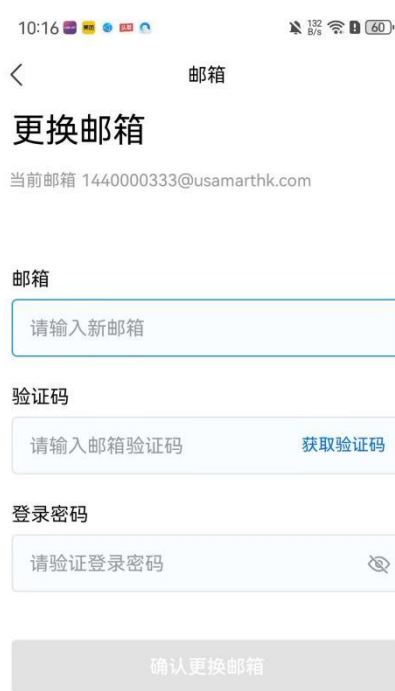 10:16
132
B/s
60
邮箱
更换邮箱
当前邮箱 1440000333@usamarthk.com
邮箱
请输入新邮箱
验证码
请输入邮箱验证码 获取验证码
登录密码
请验证登录密码
确认更换邮箱